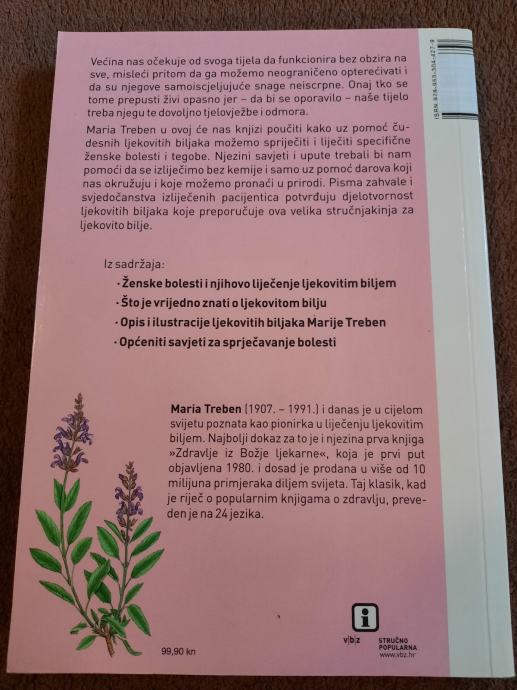 Većina nas očekuje od svoga tijela da funkcionira bez obzira na
sve, misleći pritom da ga možemo neograničeno opterećivati i
da su njegove samoiscjeljujuće snage neiscrpne. Onaj tko se
tome prepusti živi opasno jer – da bi se oporavilo – naše tijelo
treba njegu te dovoljno tjelovježbe i odmora.
Maria Treben u ovoj će nas knjizi poučiti kako uz pomoć ču-
desnih ljekovitih biljaka možemo spriječiti i liječiti specifične
ženske bolesti i tegobe. Njezini savjeti i upute trebali bi nam
pomoći da se izliječimo bez kemije i samo uz pomoć darova koji
nas okružuju i koje možemo pronaći u prirodi. Pisma zahvale i
svjedočanstva izliječenih pacijentica potvrđuju djelotvornost
ljekovitih biljaka koje preporučuje ova velika stručnjakinja za
ljekovito bilje.
Iz sadržaja:
· Ženske bolesti i njihovo liječenje ljekovitim biljem
· Što je vrijedno znati o ljekovitom bilju
· Opis i ilustracije ljekovitih biljaka Marije Treben
· Općeniti savjeti za sprječavanje bolesti
Maria Treben (1907. – 1991.) i danas je u cijelom
svijetu poznata kao pionirka u liječenju ljekovitim
biljem. Najbolji dokaz za to je i njezina prva knjiga
»Zdravlje iz Božje ljekarne«, koja je prvi put
objavljena 1980. i dosad je prodana u više od 10
milijuna primjeraka diljem svijeta. Taj klasik, kad
je riječ o popularnim knjigama o zdravlju, preve-
den je na 24 jezika.
99,90 kn
v|b|z
i
STRUČNO
POPULARNA
www.vbz.hr
ISBN 978-953-304-427-9